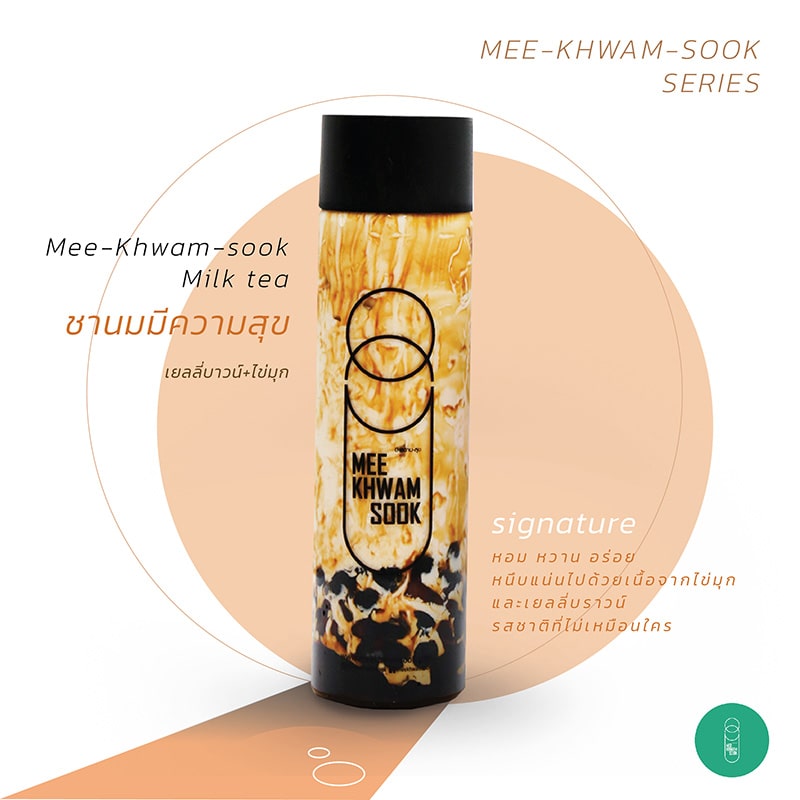 MEE-KHWAM-SOOK
SERIES
Mee-Khwam-sook
Milk tea
ชานมมีความสุข
เยลลี่บาวน์+ไข่มุก
MEE
KHWAM
SOOK
signature
หอม หวาน อร่อย
หนึบแน่นไปด้วยเนื้อจากไข่มุก
และเยลลี่บราวน์
รสชาติที่ไม่เหมือนใคร